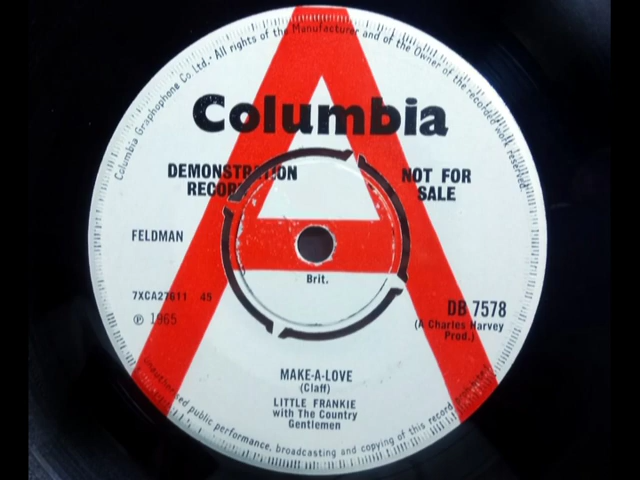 Columbia Graphophone Co. Ltd. · All rights of the Manufacturer and of the Owner of the recorded work reserved.
Columbia
DEMONSTRATION RECORD
NOT FOR SALE
FELDMAN
Brit.
7XCA27611 45
℗ 1965
DB 7578
(A Charles Harvey
Prod.)
MAKE-A-LOVE
(Claff)
LITTLE FRANKIE
with The Country
Gentlemen
Unauthorised public performance, broadcasting and copying of this record prohibited